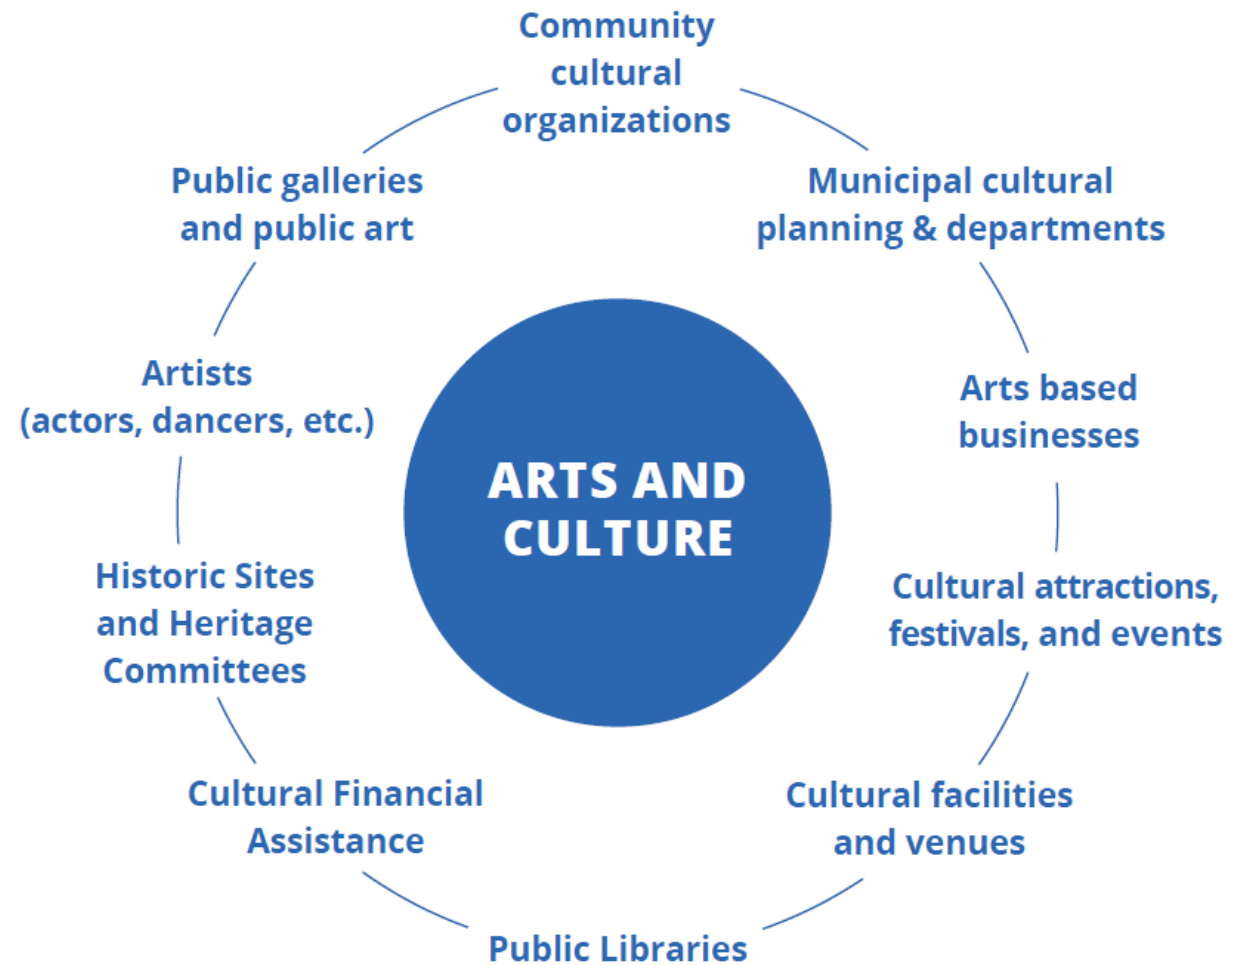 Community
cultural
organizations
Municipal cultural
planning & departments
Arts based
businesses
Cultural attractions,
festivals, and events
Cultural facilities
and venues
Public Libraries
Cultural Financial
Assistance
Historic Sites
and Heritage
Committees
Artists
(actors, dancers, etc.)
Public galleries
and public art
ARTS AND
CULTURE